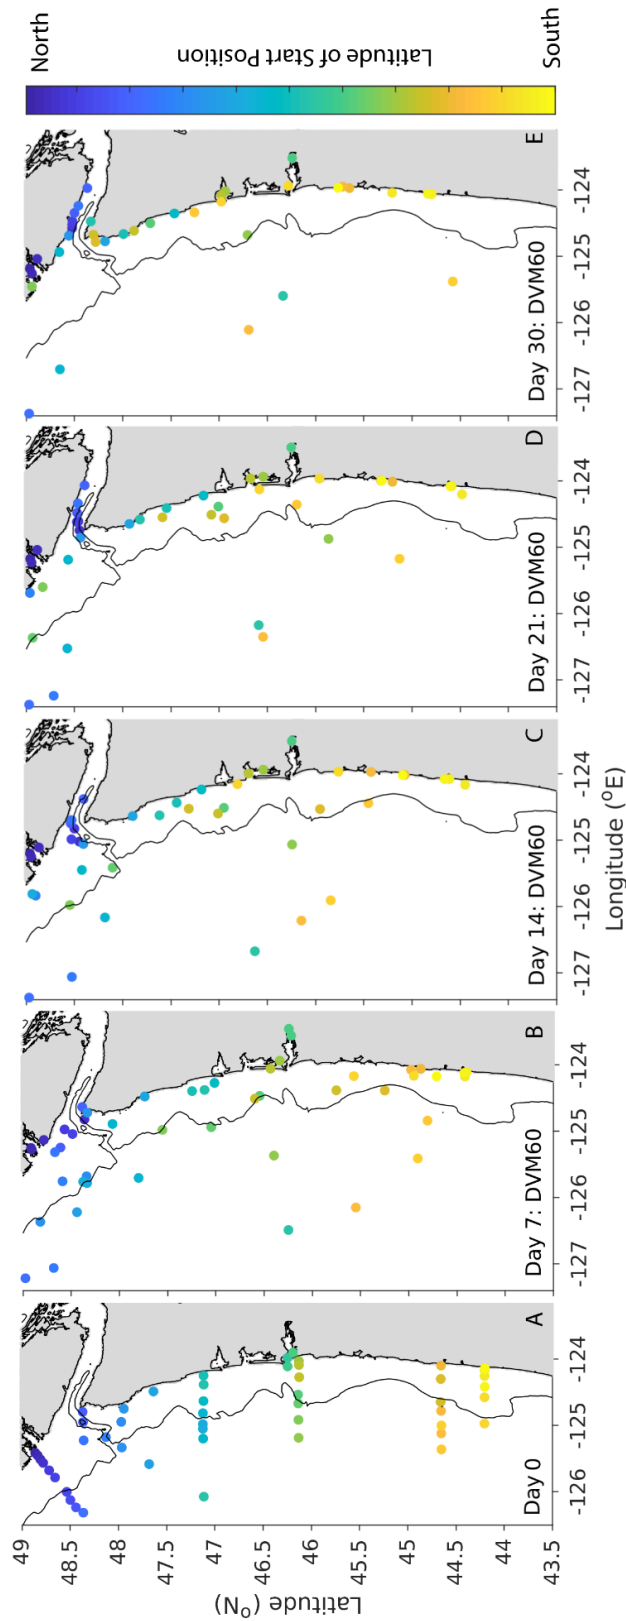 Latitude (°N)
49
48.5
48
47.5
47
46.5
46
45.5
45
44.5
44
43.5
Day 0
A
-126
-125
-124
Day 7: DVM60
B
-127
-126
-125
-124
Day 14: DVM60
C
-127
-126
-125
-124
Day 21: DVM60
D
-127
-126
-125
-124
Day 30: DVM60
E
-127
-126
-125
-124
Longitude (°E)
North
Latitude of Start Position
South